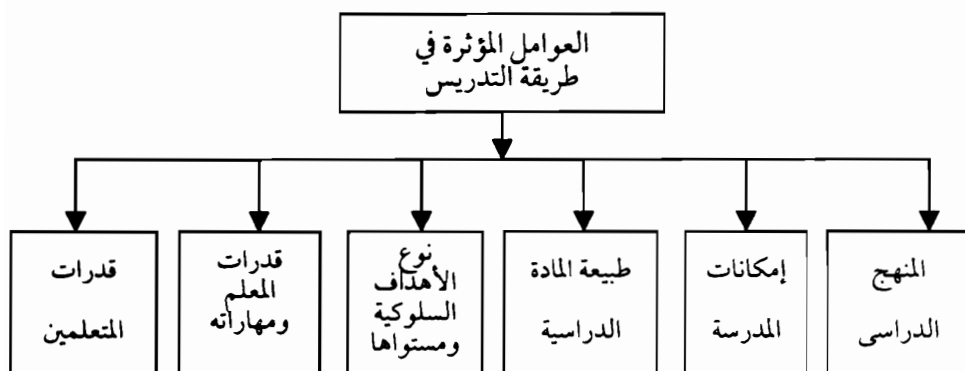 العوامل المؤثرة في
طريقة التدريس
المنهج
الدراسى
إمكانات
المدرسة
طبيعة المادة
الدراسية
نوع
الأهداف
السلوكية
ومستواها
قدرات
المعلم
ومهاراته
قدرات
المتعلمين